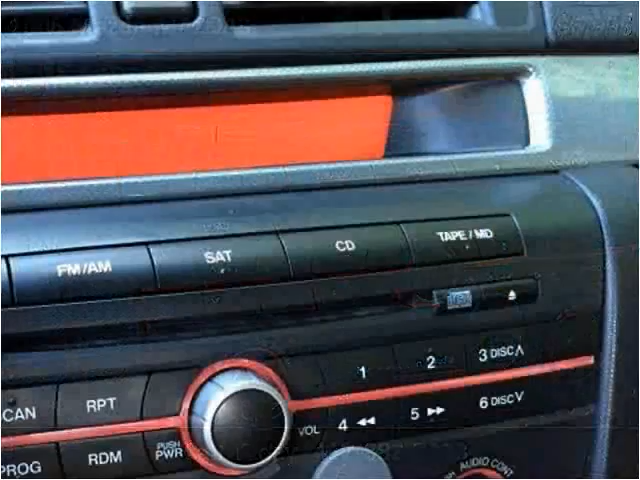 FM/AM SAT CD TAPE / MD
1 2 3 DISC∧
CAN RPT
VOL 4 ◀◀ 5 ▶▶ 6 DISC∨
PROG RDM PUSH PWR
AUDIO CONT